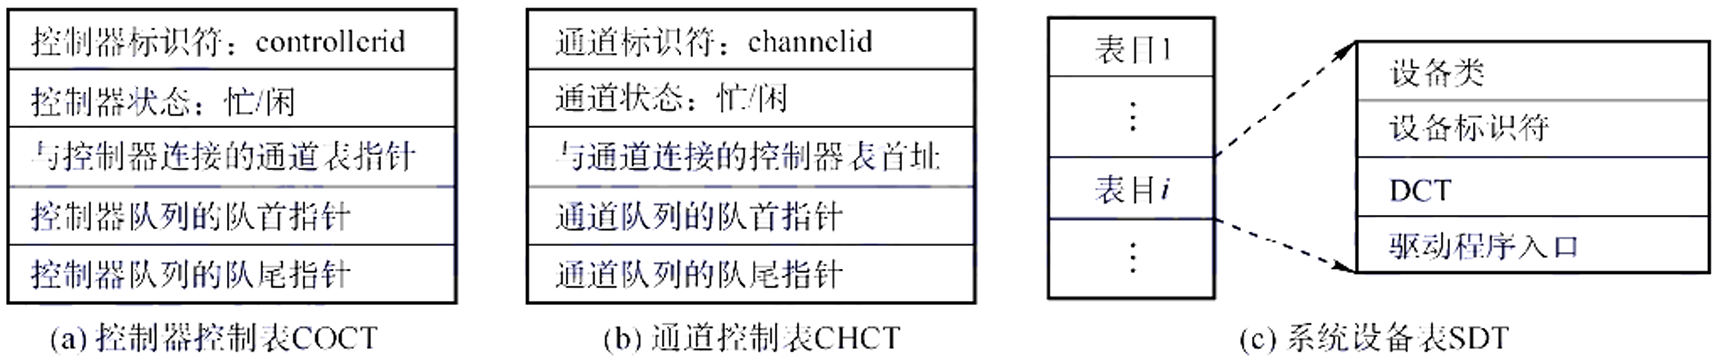 控制器标识符：controllerid
控制器状态：忙/闲
与控制器连接的通道表指针
控制器队列的队首指针
控制器队列的队尾指针
(a) 控制器控制表COCT
通道标识符：channelid
通道状态：忙/闲
与通道连接的控制器表首址
通道队列的队首指针
通道队列的队尾指针
(b) 通道控制表CHCT
表目1
⋮
表目i
⋮
设备类
设备标识符
DCT
驱动程序入口
(c) 系统设备表SDT